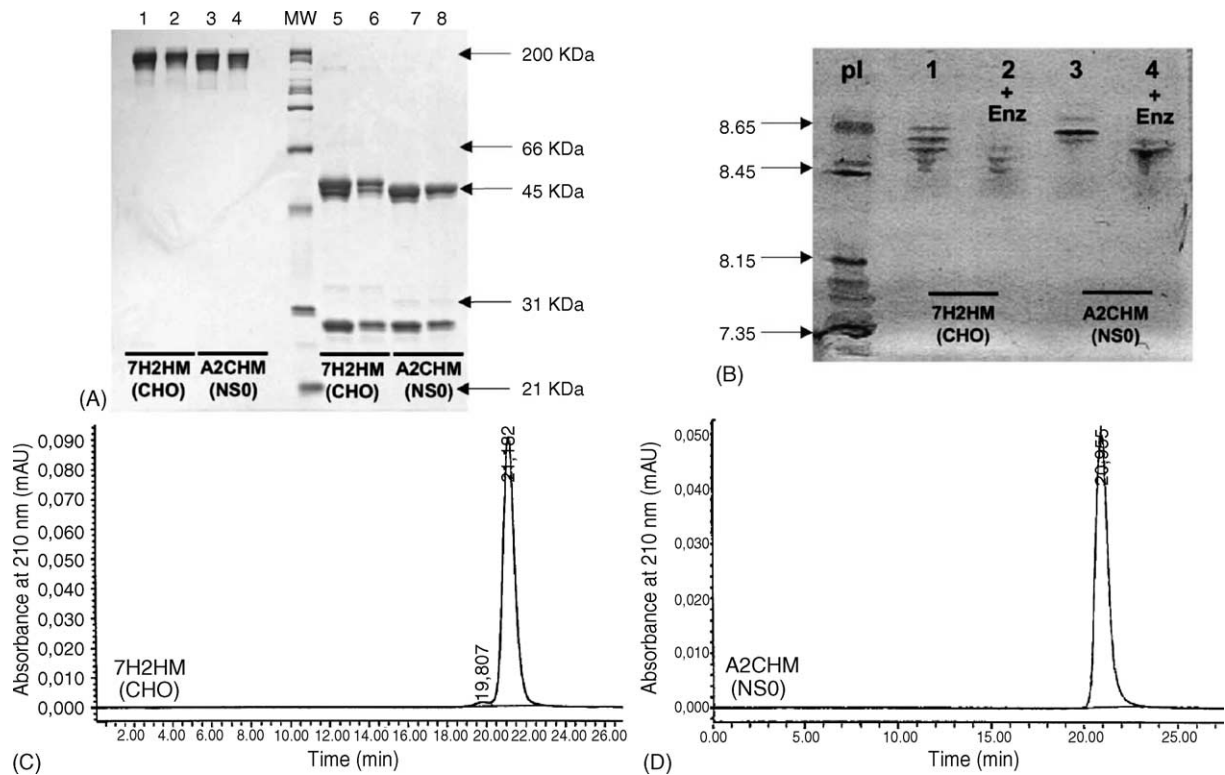 1 2 3 4 MW 5 6 7 8
200 KDa
66 KDa
45 KDa
31 KDa
21 KDa
7H2HM
(CHO)
A2CHM
(NS0)
7H2HM
(CHO)
A2CHM
(NS0)
(A)
pI 1 2 3 4
+ +
Enz Enz
8.65
8.45
8.15
7.35
7H2HM
(CHO)
A2CHM
(NS0)
(B)
Absorbance at 210 nm (mAU)
0,090
0,080
0,070
0,060
0,050
0,040
0,030
0,020
0,010
0,000
21,182
19,807
7H2HM
(CHO)
2.00 4.00 6.00 8.00 10.00 12.00 14.00 16.00 18.00 20.00 22.00 24.00 26.00
Time (min)
(C)
Absorbance at 210 nm (mAU)
0,050
0,040
0,030
0,020
0,010
0,000
20,955
A2CHM
(NS0)
0.00 5.00 10.00 15.00 20.00 25.00
Time (min)
(D)